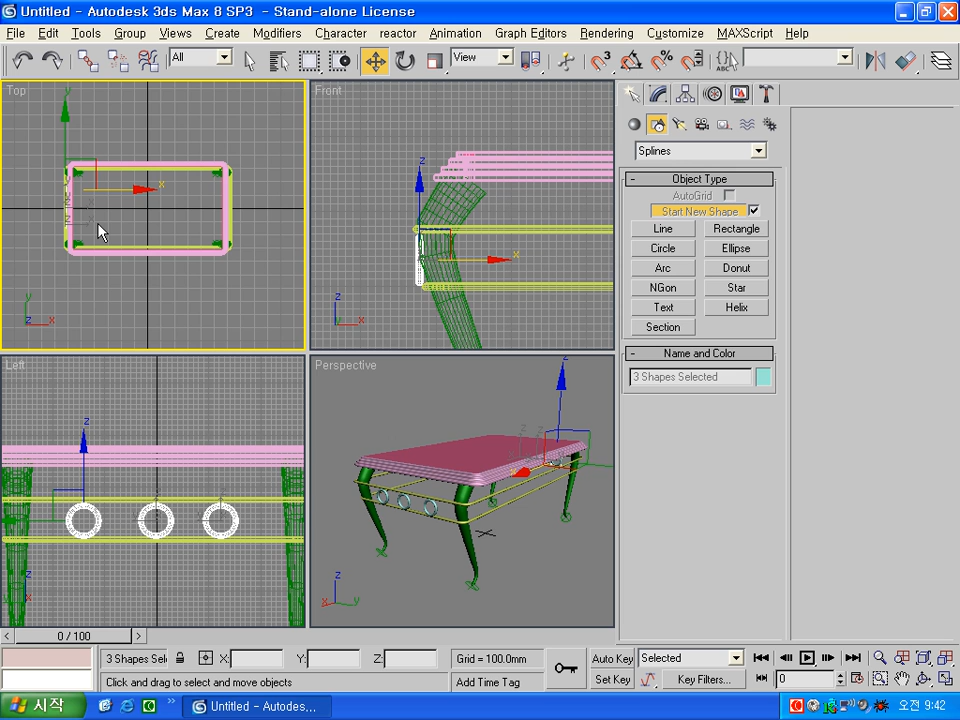 Untitled - Autodesk 3ds Max 8 SP3 - Stand-alone License
File Edit Tools Group Views Create Modifiers Character reactor Animation Graph Editors Rendering Customize MAXScript Help
All
View
ABC
Top
Front
Left
Perspective
Splines
- Object Type
AutoGrid
Start New Shape
Line Rectangle
Circle Ellipse
Arc Donut
NGon Star
Text Helix
Section
- Name and Color
3 Shapes Selected
0 / 100
3 Shapes Sel
X: Y: Z:
Grid = 100.0mm
Auto Key Selected
Click and drag to select and move objects
Add Time Tag
Set Key Key Filters... 0
시작
Untitled - Autodes...
오전 9:42